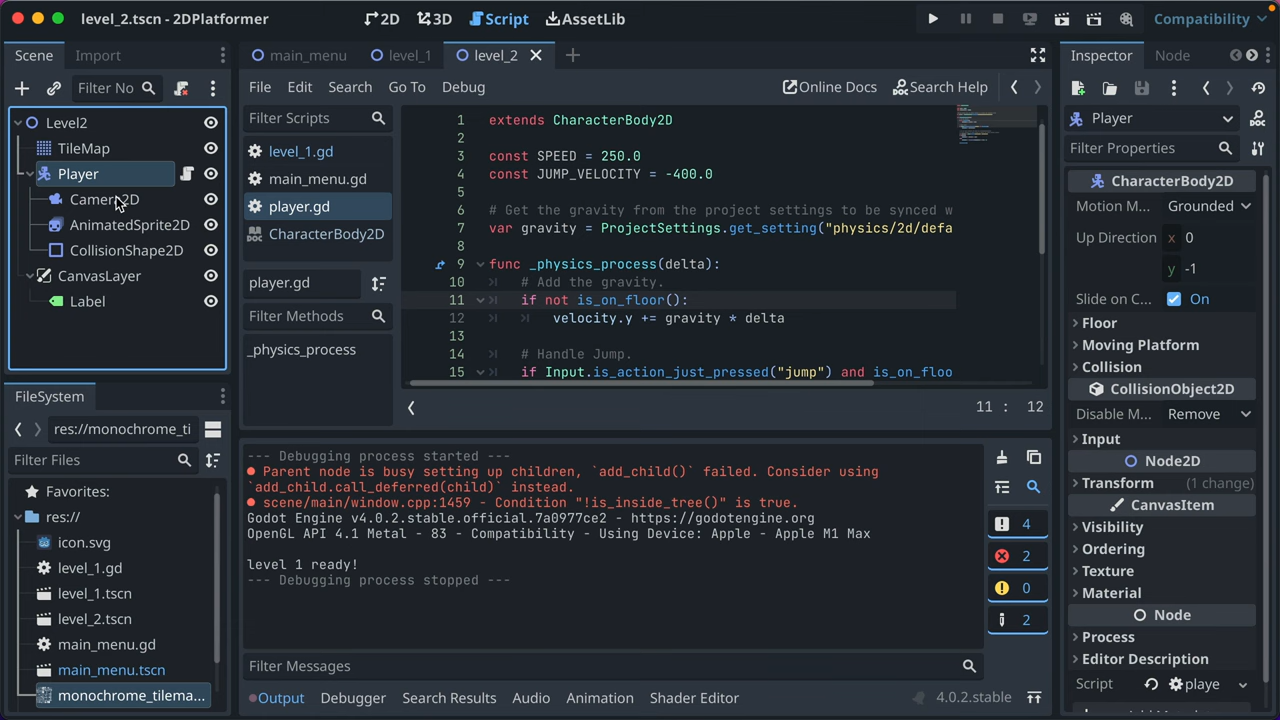 level_2.tscn - 2DPlatformer
2D
3D
Script
AssetLib
Compatibility
Scene
Import
Filter No
Level2
TileMap
Player
Camera2D
AnimatedSprite2D
CollisionShape2D
CanvasLayer
Label
FileSystem
res://monochrome_ti
Filter Files
Favorites:
res://
icon.svg
level_1.gd
level_1.tscn
level_2.tscn
main_menu.gd
main_menu.tscn
monochrome_tilema...
main_menu
level_1
level_2
File
Edit
Search
Go To
Debug
Online Docs
Search Help
Filter Scripts
level_1.gd
main_menu.gd
player.gd
CharacterBody2D
player.gd
Filter Methods
_physics_process
1 extends CharacterBody2D
2
3 const SPEED = 250.0
4 const JUMP_VELOCITY = -400.0
5
6 # Get the gravity from the project settings to be synced w
7 var gravity = ProjectSettings.get_setting("physics/2d/defa
8
9 func _physics_process(delta):
10 # Add the gravity.
11 if not is_on_floor():
12 velocity.y += gravity * delta
13
14 # Handle Jump.
15 if Input.is_action_just_pressed("jump") and is_on_floo
11 : 12
--- Debugging process started ---
Parent node is busy setting up children, `add_child()` failed. Consider using
`add_child.call_deferred(child)` instead.
scene/main/window.cpp:1459 - Condition "!is_inside_tree()" is true.
Godot Engine v4.0.2.stable.official.7a0977ce2 - https://godotengine.org
OpenGL API 4.1 Metal - 83 - Compatibility - Using Device: Apple - Apple M1 Max
level 1 ready!
--- Debugging process stopped ---
4
2
0
2
Filter Messages
Output
Debugger
Search Results
Audio
Animation
Shader Editor
4.0.2.stable
Inspector
Node
Player
Filter Properties
CharacterBody2D
Motion M... Grounded
Up Direction x 0
y -1
Slide on C... On
Floor
Moving Platform
Collision
CollisionObject2D
Disable M... Remove
Input
Node2D
Transform (1 change)
CanvasItem
Visibility
Ordering
Texture
Material
Node
Process
Editor Description
Script playe